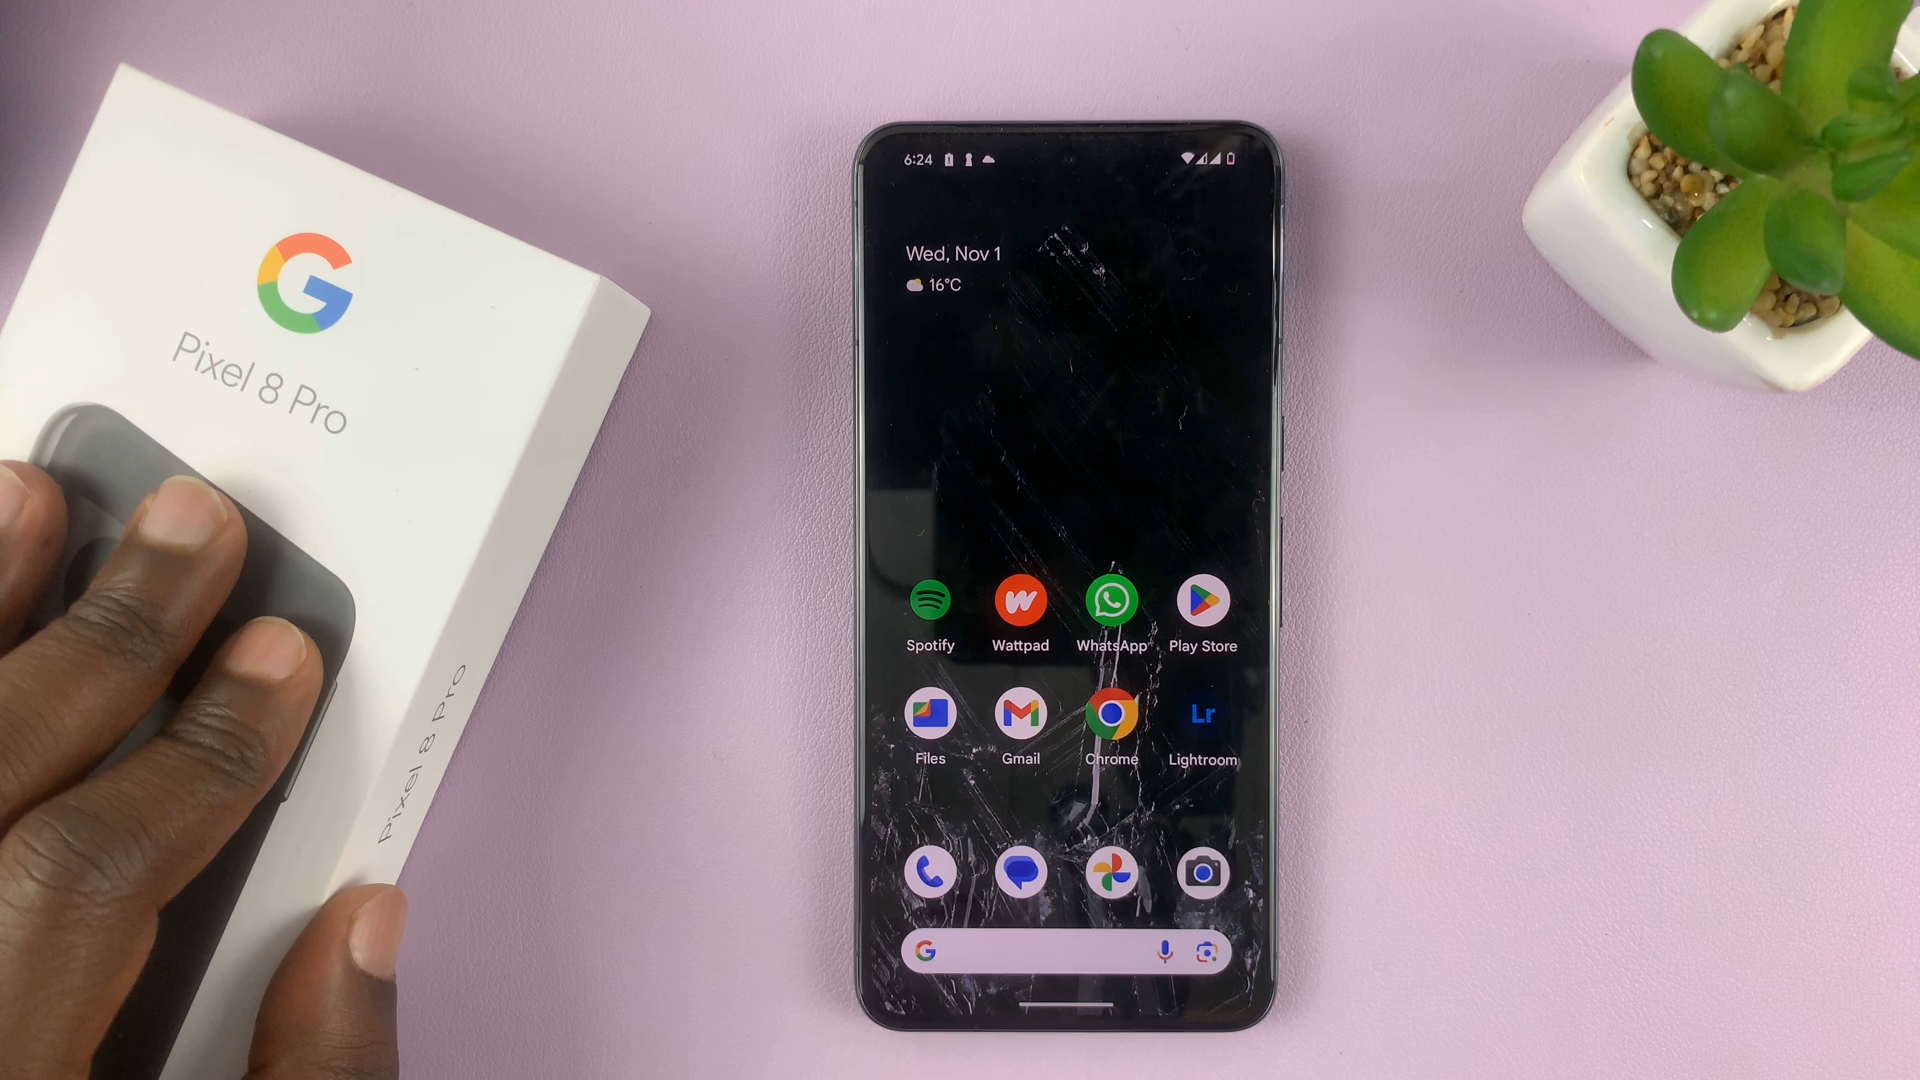 G
Pixel 8 Pro
Pixel 8 Pro
6:24
Wed, Nov 1
16°C
Spotify
Wattpad
WhatsApp
Play Store
Lr
Files
Gmail
Chrome
Lightroom
G